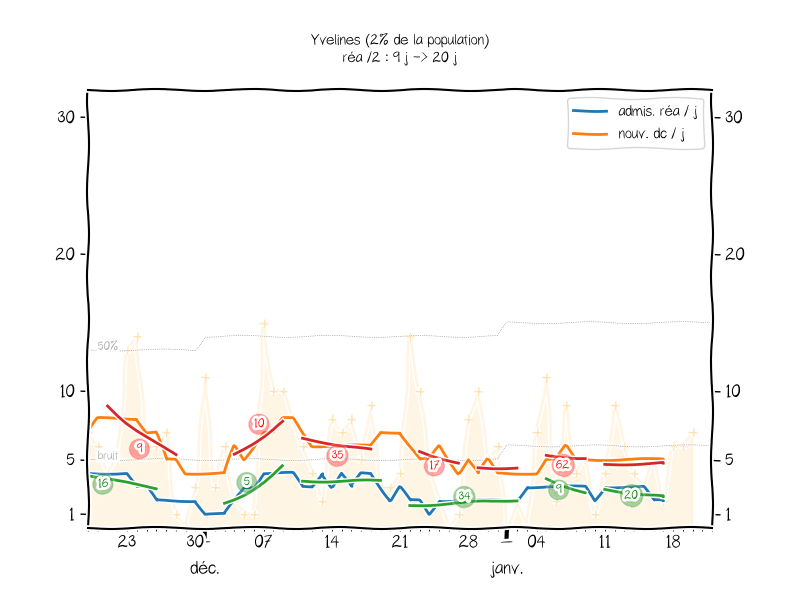 Yvelines (2% de la population)
réa /2 : 9 j -> 20 j
admis. réa / j
nouv. dc / j
30 30
20 20
10 10
5 5
1 1
50%
bruit
16 9 5 10 35 17 34 62 9 20
23 30 07 14 21 28 04 11 18
déc. janv.